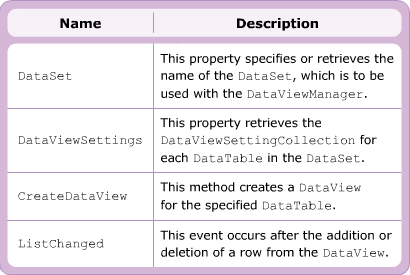 Name Description
DataSet
This property specifies or retrieves the
name of the DataSet, which is to be
used with the DataViewManager.
DataViewSettings
This property retrieves the
DataViewSettingCollection for
each DataTable in the DataSet.
CreateDataView
This method creates a DataView
for the specified DataTable.
ListChanged
This event occurs after the addition or
deletion of a row from the DataView.